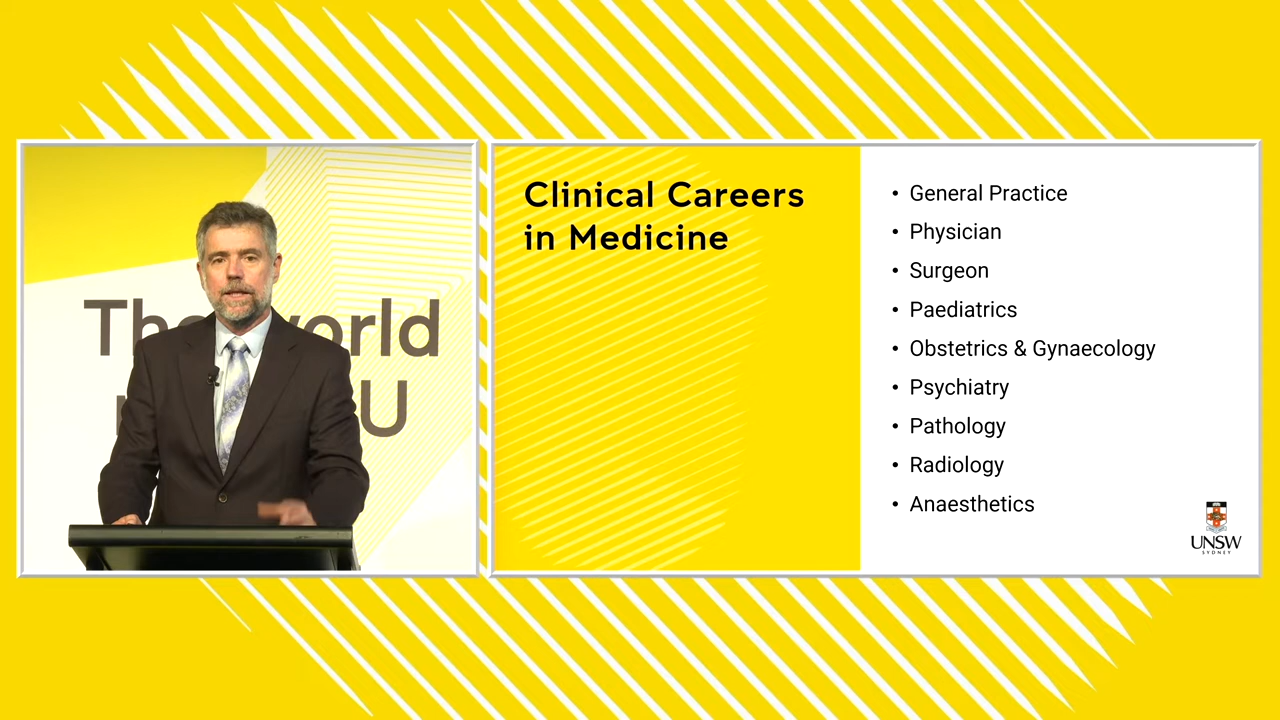 The world
U
Clinical Careers
in Medicine
• General Practice
• Physician
• Surgeon
• Paediatrics
• Obstetrics & Gynaecology
• Psychiatry
• Pathology
• Radiology
• Anaesthetics
UNSW
SYDNEY